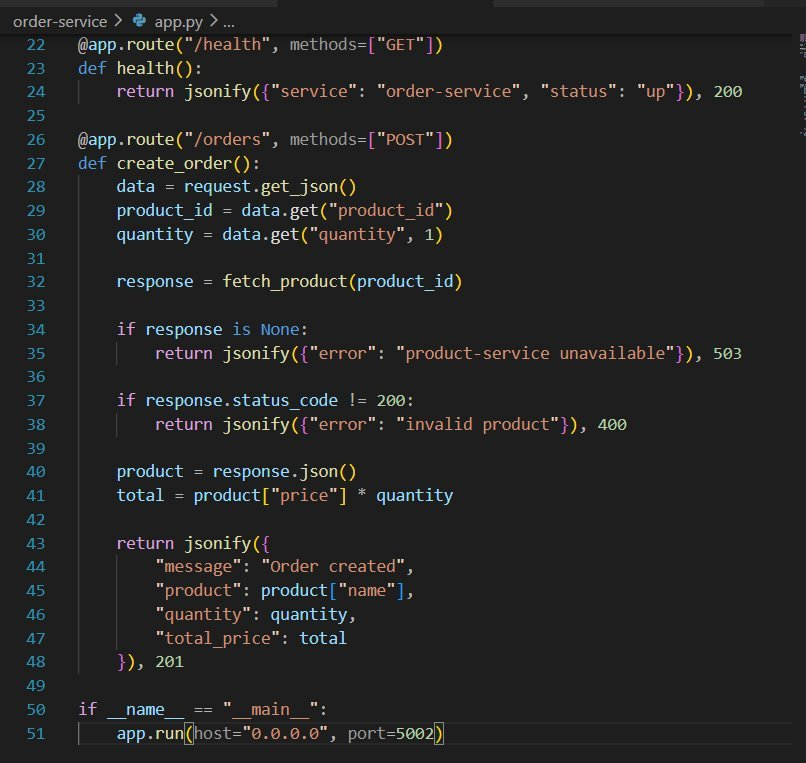 order-service > app.py > ...
22 @app.route("/health", methods=["GET"])
23 def health():
24     return jsonify({"service": "order-service", "status": "up"}), 200
25
26 @app.route("/orders", methods=["POST"])
27 def create_order():
28     data = request.get_json()
29     product_id = data.get("product_id")
30     quantity = data.get("quantity", 1)
31
32     response = fetch_product(product_id)
33
34     if response is None:
35         return jsonify({"error": "product-service unavailable"}), 503
36
37     if response.status_code != 200:
38         return jsonify({"error": "invalid product"}), 400
39
40     product = response.json()
41     total = product["price"] * quantity
42
43     return jsonify({
44         "message": "Order created",
45         "product": product["name"],
46         "quantity": quantity,
47         "total_price": total
48     }), 201
49
50 if __name__ == "__main__":
51     app.run(host="0.0.0.0", port=5002)